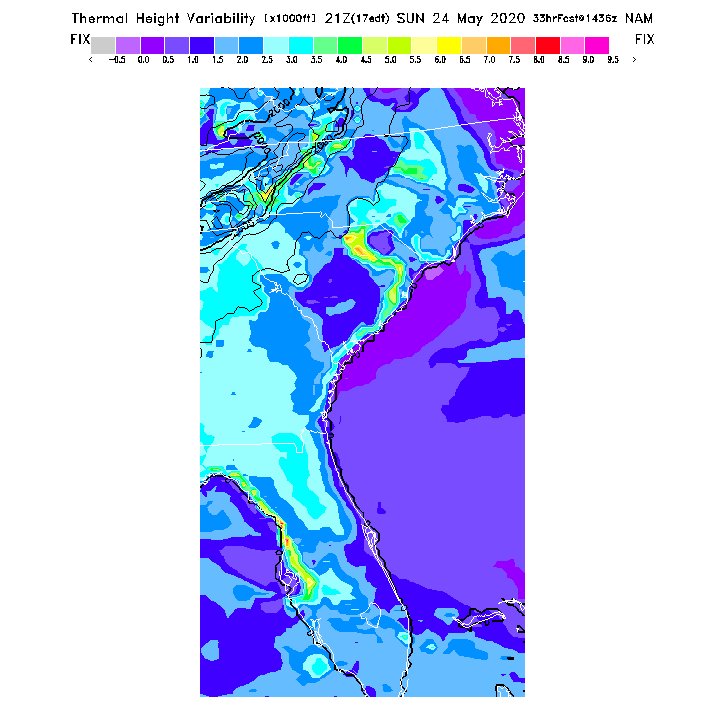 Thermal Height Variability [x1000ft] 21Z(17edt) SUN 24 May 2020 33hrFcst@1436z NAM
FIX FIX
< -0.5 0.0 0.5 1.0 1.5 2.0 2.5 3.0 3.5 4.0 4.5 5.0 5.5 6.0 6.5 7.0 7.5 8.0 8.5 9.0 9.5 >
2000